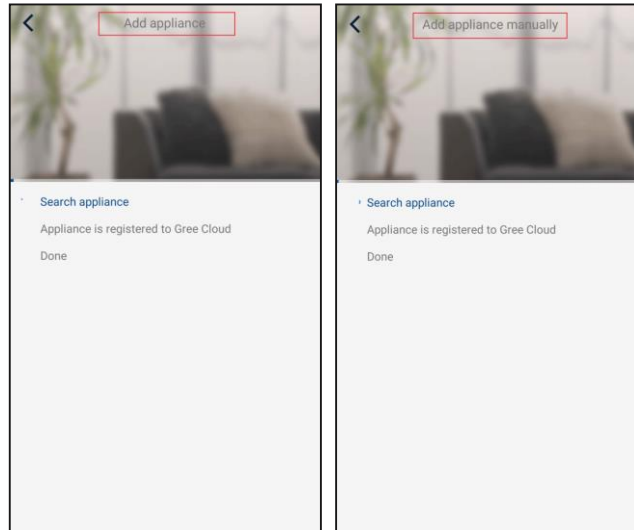 Add appliance
Search appliance
Appliance is registered to Gree Cloud
Done
Add appliance manually
Search appliance
Appliance is registered to Gree Cloud
Done